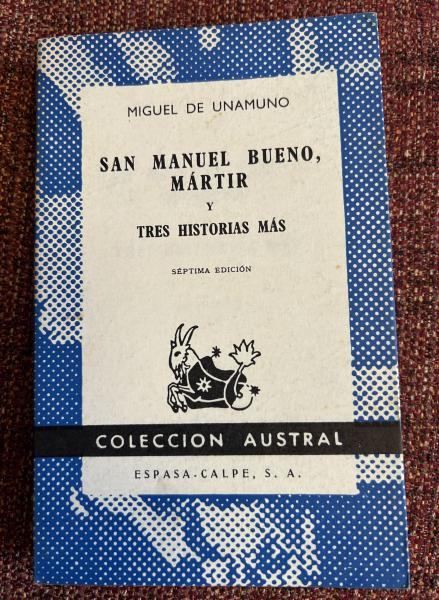 MIGUEL DE UNAMUNO
SAN MANUEL BUENO,
MÁRTIR
Y
TRES HISTORIAS MÁS
SÉPTIMA EDICIÓN
COLECCION AUSTRAL
ESPASA-CALPE, S. A.